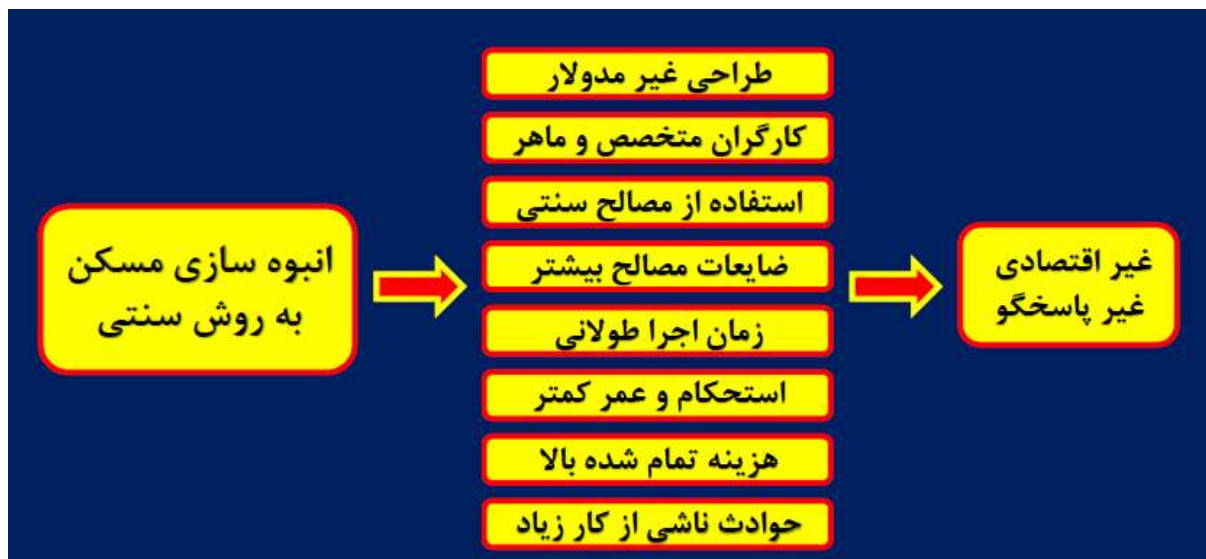 انبوه سازی مسکن
به روش سنتی
طراحی غیر مدولار
کارگران متخصص و ماهر
استفاده از مصالح سنتی
ضایعات مصالح بیشتر
زمان اجرا طولانی
استحکام و عمر کمتر
هزینه تمام شده بالا
حوادث ناشی از کار زیاد
غیر اقتصادی
غیر پاسخگو